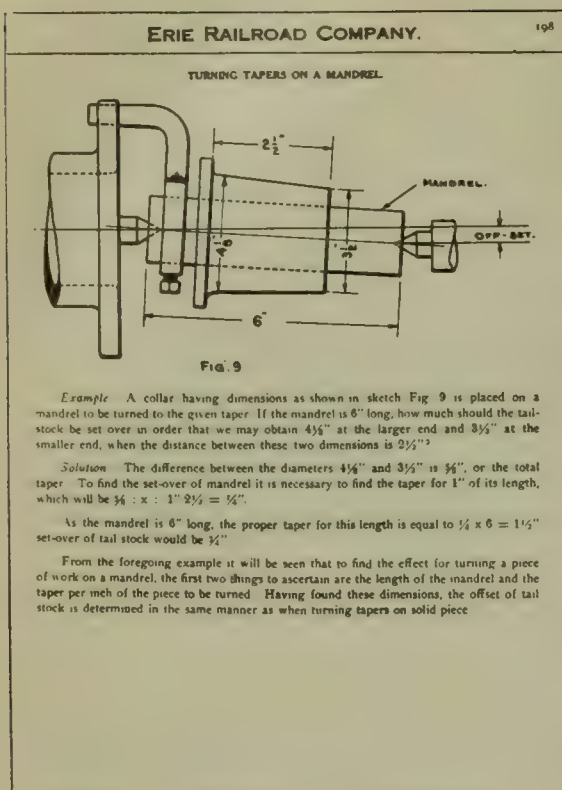 ERIE RAILROAD COMPANY.
198
TURNING TAPERS ON A MANDREL
2½"
MANDREL.
OFF-SET.
4⅛"
3½"
6"
FIG. 9
Example A collar having dimensions as shown in sketch Fig 9 is placed on a
mandrel to be turned to the given taper If the mandrel is 6" long, how much should the tail-
stock be set over in order that we may obtain 4⅛" at the larger end and 3½" at the
smaller end, when the distance between these two dimensions is 2½"?
Solution The difference between the diameters 4⅛" and 3½" is ⅝", or the total
taper To find the set-over of mandrel it is necessary to find the taper for 1" of its length,
which will be ⅝ : x : 1" 2½ = ¼".
As the mandrel is 6" long, the proper taper for this length is equal to ¼ x 6 = 1½"
set-over of tail stock would be ¾"
From the foregoing example it will be seen that to find the effect for turning a piece
of work on a mandrel, the first two things to ascertain are the length of the mandrel and the
taper per inch of the piece to be turned Having found these dimensions, the offset of tail
stock is determined in the same manner as when turning tapers on solid piece